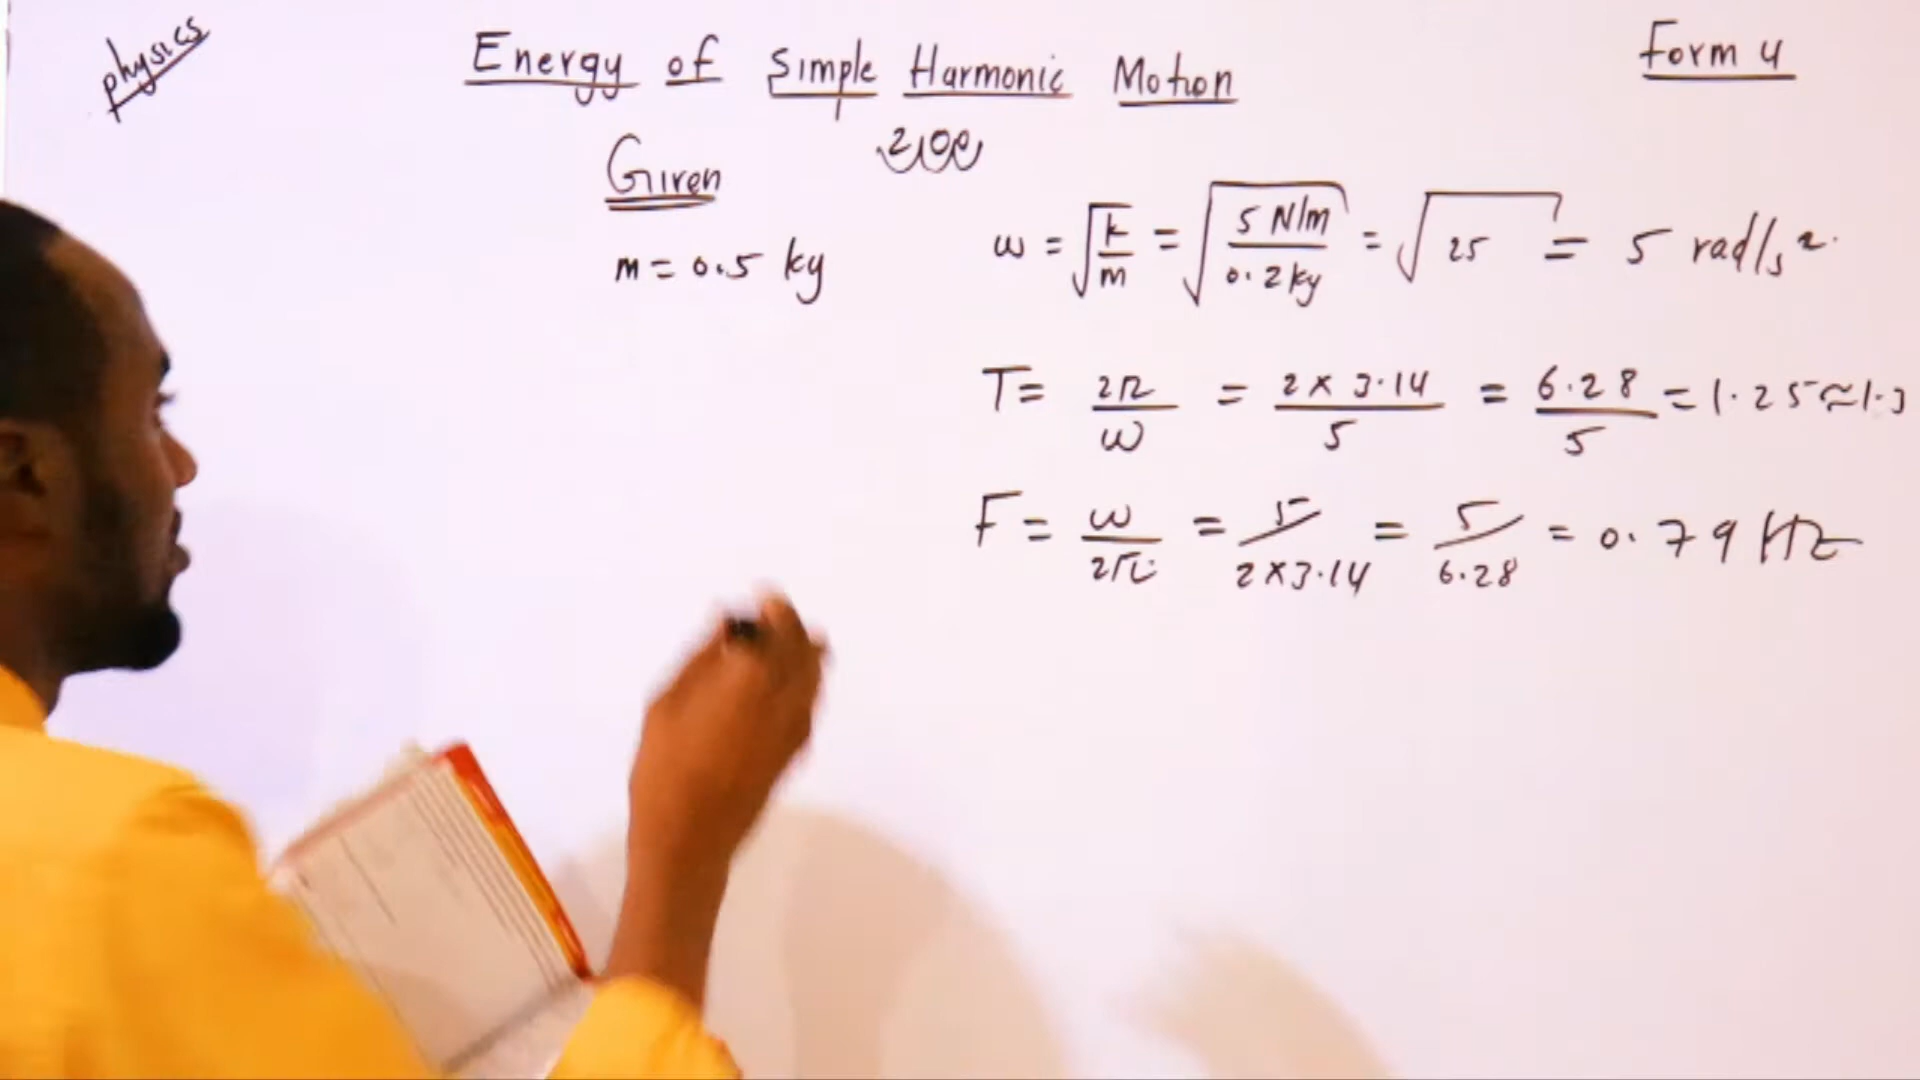 physics
Energy of Simple Harmonic Motion
Form 4
Given
m = 0.5 kg
ω = √k/m = √5 N/m / 0.2 kg = √25 = 5 rad/s².
T = 2π/ω = 2 x 3.14/5 = 6.28/5 = 1.25 ≈ 1.3
F = ω/2π = 5/2x3.14 = 5/6.28 = 0.79 Hz